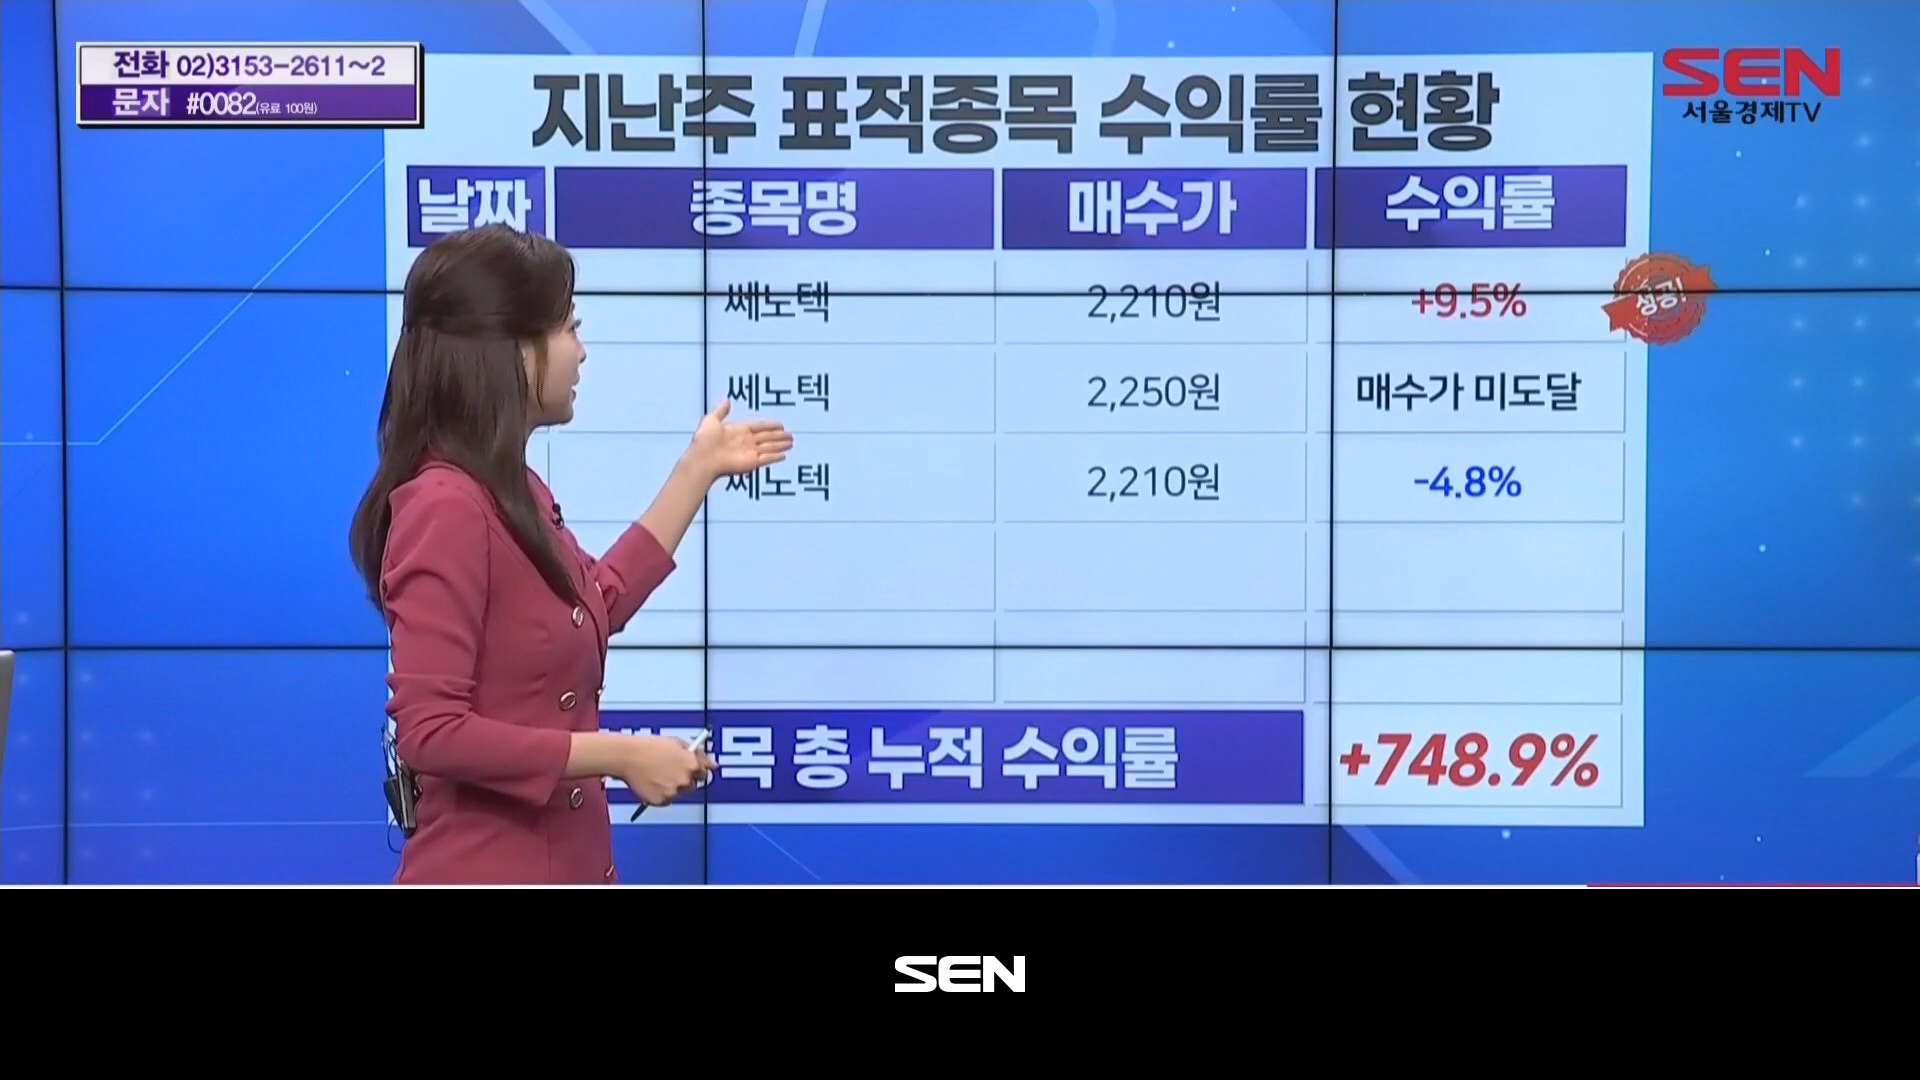 전화 02)3153-2611~2
문자 #0082(유료 100원)
SEN
서울경제TV
지난주 표적종목 수익률 현황
날짜 종목명 매수가 수익률
쎄노텍 2,210원 +9.5% 성공!
쎄노텍 2,250원 매수가 미도달
쎄노텍 2,210원 -4.8%
총 누적 수익률 +748.9%
SEN